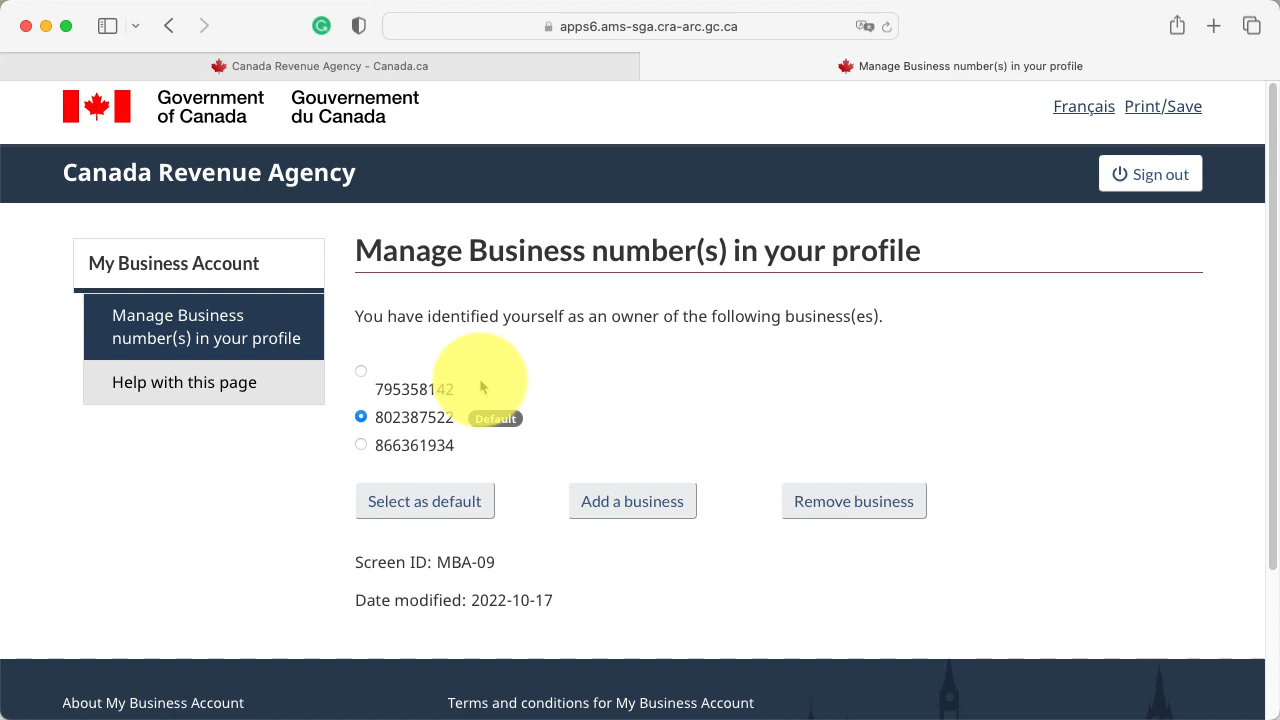 apps6.ams-sga.cra-arc.gc.ca
Canada Revenue Agency - Canada.ca
Manage Business number(s) in your profile
Government of Canada
Gouvernement du Canada
Français Print/Save
Canada Revenue Agency
Sign out
My Business Account
Manage Business
number(s) in your profile
Help with this page
Manage Business number(s) in your profile
You have identified yourself as an owner of the following business(es).
795358142
802387522 Default
866361934
Select as default
Add a business
Remove business
Screen ID: MBA-09
Date modified: 2022-10-17
About My Business Account
Terms and conditions for My Business Account